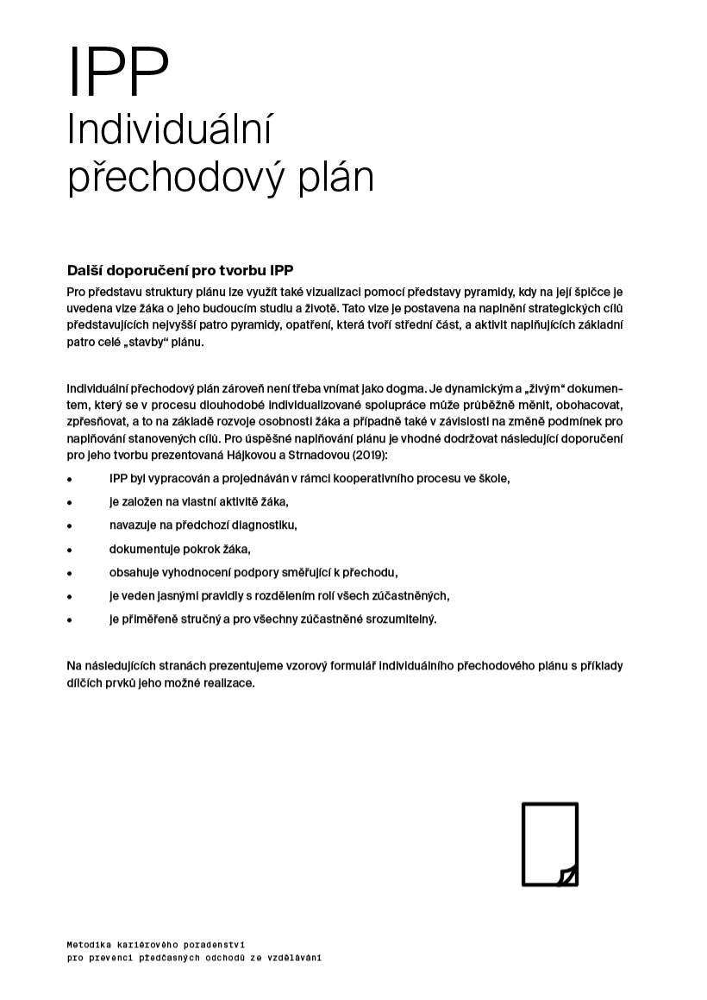 IPP
Individuální
přechodový plán
Další doporučení pro tvorbu IPP
Pro představu struktury plánu lze využít také vizualizaci pomocí představy pyramidy, kdy na její špičce je
uvedena vize žáka o jeho budoucím studiu a životě. Tato vize je postavena na naplnění strategických cílů
představujících nejvyšší patro pyramidy, opatření, která tvoří střední část, a aktivit naplňujících základní
patro celé „stavby“ plánu.
Individuální přechodový plán zároveň není třeba vnímat jako dogma. Je dynamickým a „živým“ dokumen-
tem, který se v procesu dlouhodobé individualizované spolupráce může průběžně měnit, obohacovat,
zpřesňovat, a to na základě rozvoje osobnosti žáka a případně také v závislosti na změně podmínek pro
naplňování stanovených cílů. Pro úspěšné naplňování plánu je vhodné dodržovat následující doporučení
pro jeho tvorbu prezentovaná Hájkovou a Strnadovou (2019):
• IPP byl vypracován a projednáván v rámci kooperativního procesu ve škole,
• je založen na vlastní aktivitě žáka,
• navazuje na předchozí diagnostiku,
• dokumentuje pokrok žáka,
• obsahuje vyhodnocení podpory směřující k přechodu,
• je veden jasnými pravidly s rozdělením rolí všech zúčastněných,
• je přiměřeně stručný a pro všechny zúčastněné srozumitelný.
Na následujících stranách prezentujeme vzorový formulář individuálního přechodového plánu s příklady
dílčích prvků jeho možné realizace.
Metodika kariérového poradenství
pro prevenci předčasných odchodů ze vzdělávání